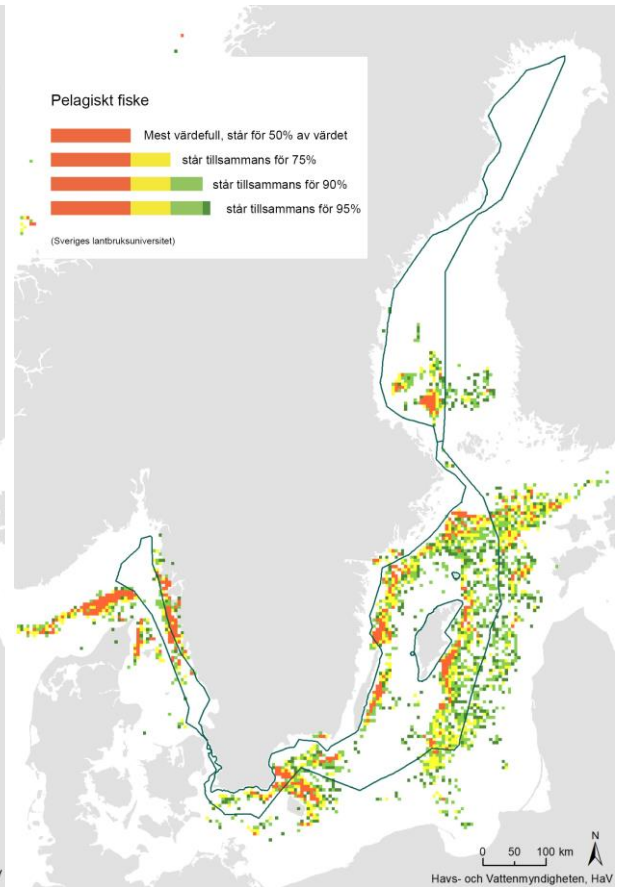 Pelagiskt fiske
Mest värdefull, står för 50% av värdet
står tillsammans för 75%
står tillsammans för 90%
står tillsammans för 95%
(Sveriges lantbruksuniversitet)
N
0 50 100 km
Havs- och Vattenmyndigheten, HaV